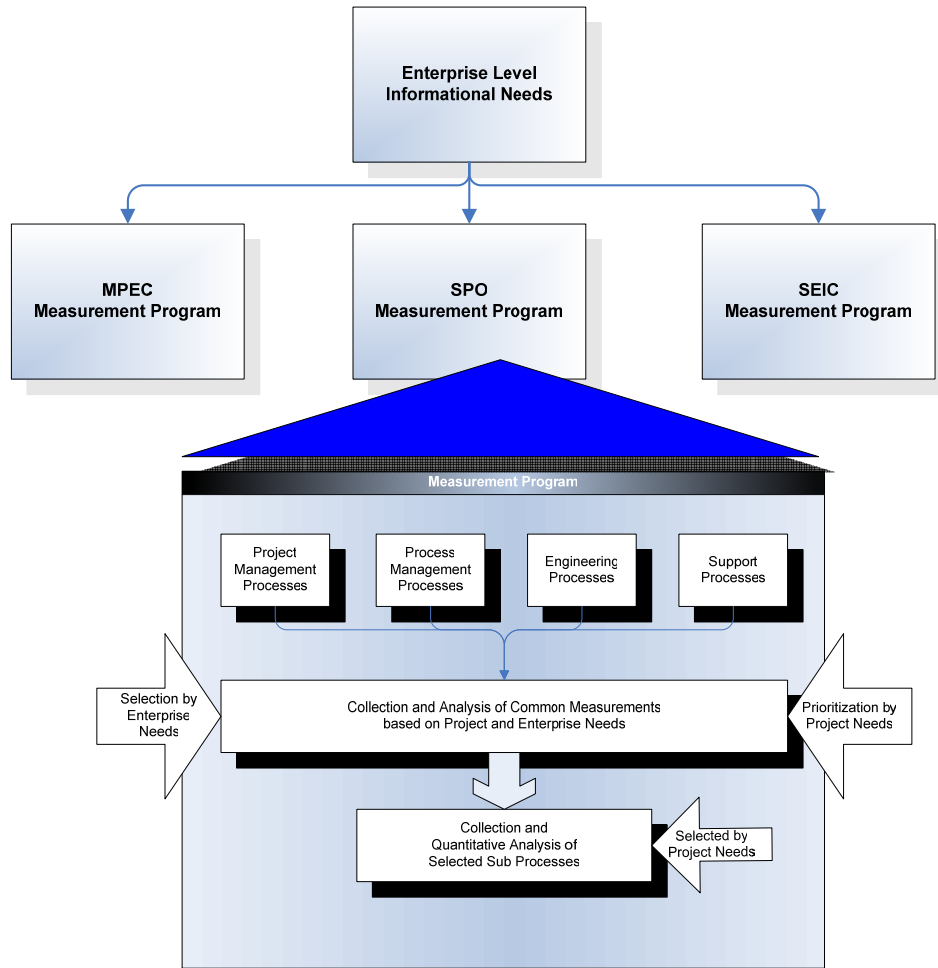 Enterprise Level
Informational Needs
MPEC
Measurement Program
SPO
Measurement Program
SEIC
Measurement Program
Measurement Program
Project
Management
Processes
Process
Management
Processes
Engineering
Processes
Support
Processes
Selection by
Enterprise
Needs
Collection and Analysis of Common Measurements
based on Project and Enterprise Needs
Prioritization by
Project Needs
Collection and
Quantitative Analysis of
Selected Sub Processes
Selected by
Project Needs